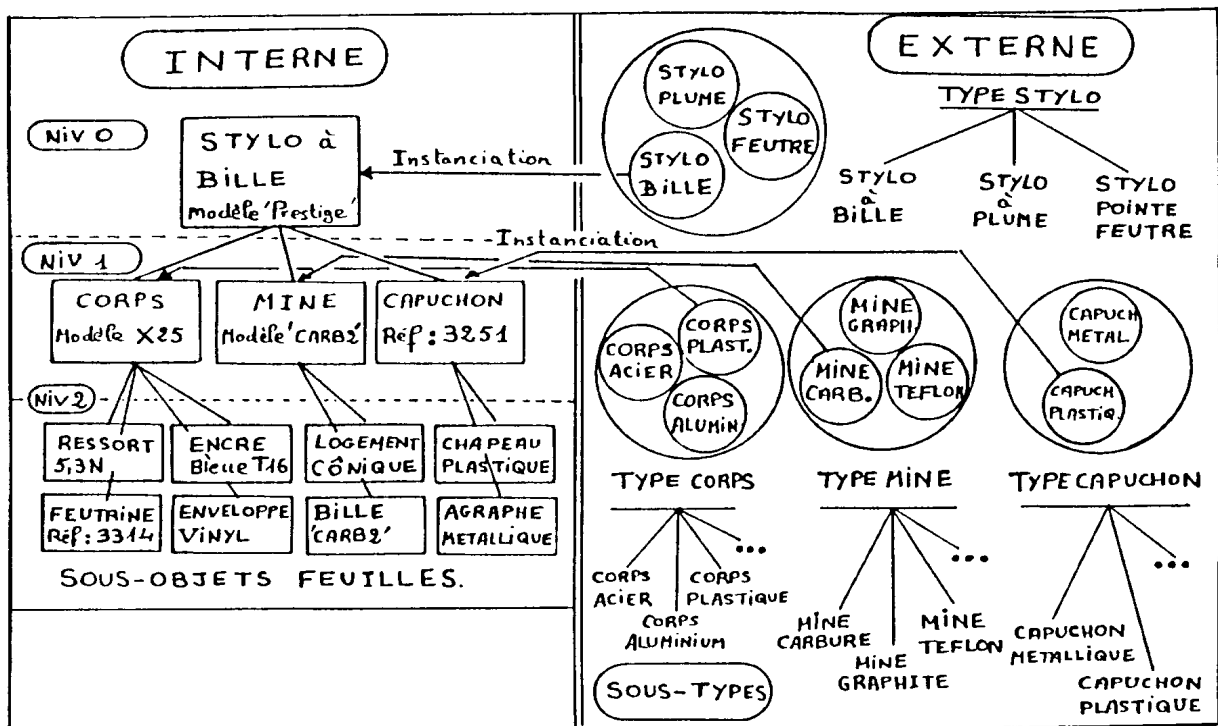 INTERNE
NiV 0
STYLO à
BILLE
Modèle 'Prestige'
Instanciation
NiV 1
CORPS
Modèle X25
MINE
Modèle 'CARB2'
CAPUCHON
Réf : 3251
Instanciation
NiV 2
RESSORT
5,3N
ENCRE
Bleue T16
LOGEMENT
CÔNIQUE
CHAPEAU
PLASTIQUE
FEUTRINE
Réf : 3314
ENVELOPPE
ViNYL
BiLLE
'CARB2'
AGRAPHE
METALLIQUE
SOUS-OBJETS FEUILLES.
EXTERNE
STYLO
PLUME
STYLO
FEUTRE
STYLO
BILLE
TYPE STYLO
STYLO
à
BiLLE
STYLO
à
PLUME
STYLO
POINTE
FEUTRE
CORPS
ACIER
CORPS
PLAST.
CORPS
ALUMIN
MINE
GRAPH.
MINE
CARB.
MINE
TEFLON
CAPUCH
METAL.
CAPUCH
PLASTIQ.
TYPE CORPS
CORPS
ACIER
CORPS
ALUMINIUM
CORPS
PLASTIQUE
...
TYPE MINE
MINE
CARBURE
MINE
GRAPHITE
MINE
TEFLON
...
TYPE CAPUCHON
CAPUCHON
METALLIQUE
CAPUCHON
PLASTIQUE
...
SOUS-TYPES